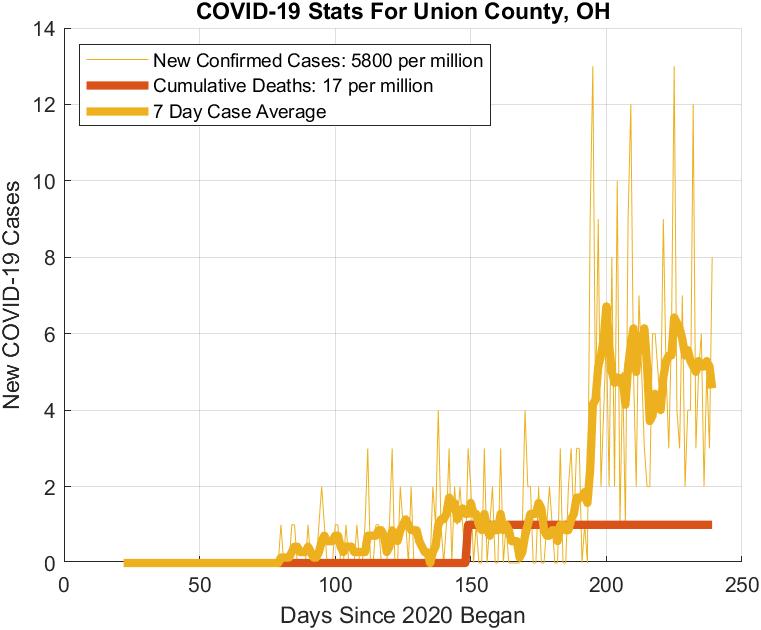 COVID-19 Stats For Union County, OH
New Confirmed Cases: 5800 per million
Cumulative Deaths: 17 per million
7 Day Case Average
New COVID-19 Cases
14
12
10
8
6
4
2
0
0 50 100 150 200 250
Days Since 2020 Began